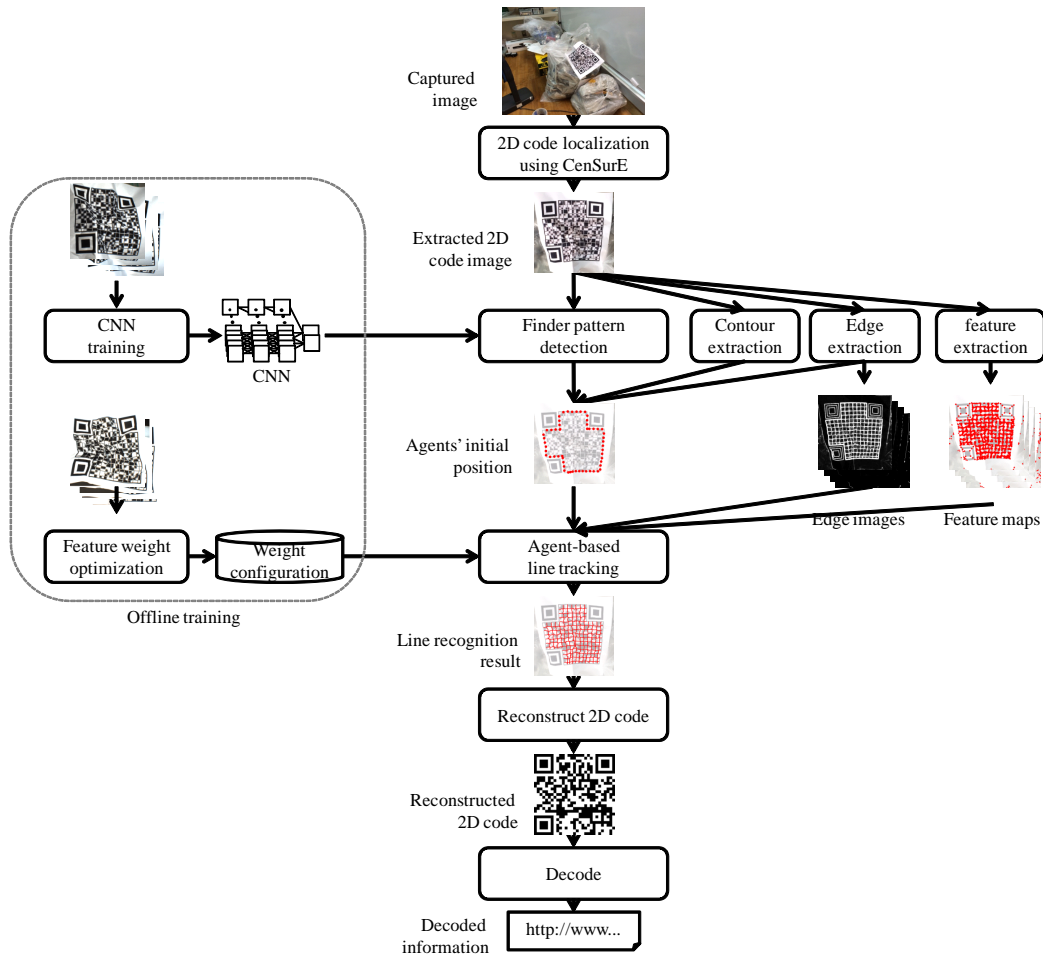 Captured
image
2D code localization
using CenSurE
Extracted 2D
code image
CNN
training
CNN
Finder pattern
detection
Contour
extraction
Edge
extraction
feature
extraction
Agents' initial
position
Edge images
Feature maps
Feature weight
optimization
Weight
configuration
Agent-based
line tracking
Offline training
Line recognition
result
Reconstruct 2D code
Reconstructed
2D code
Decode
Decoded
information
http://www...